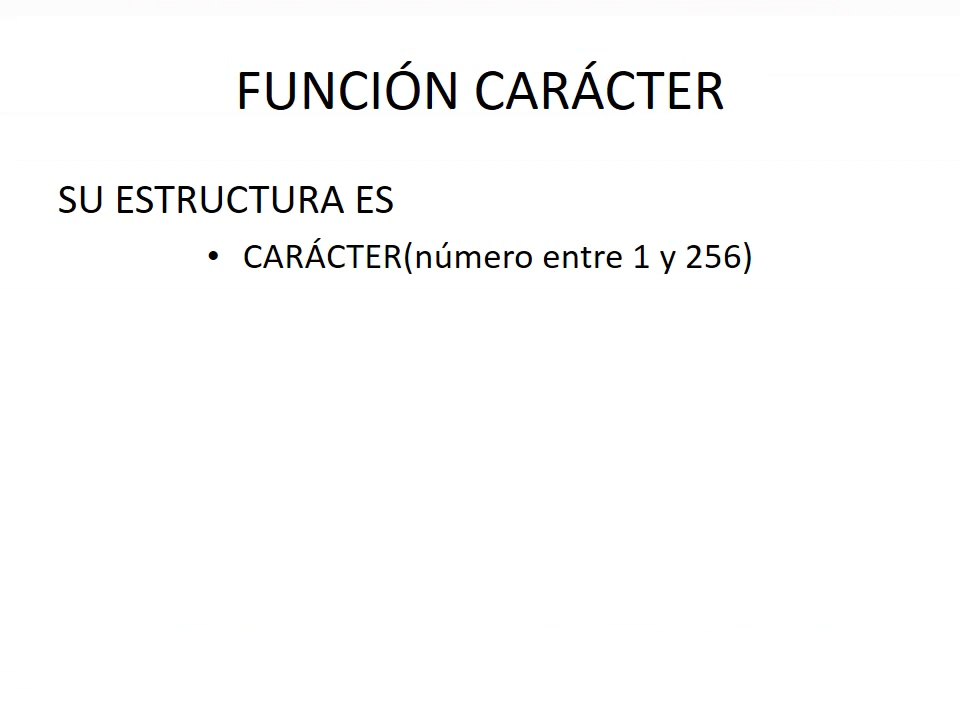 FUNCIÓN CARÁCTER
SU ESTRUCTURA ES
• CARÁCTER(número entre 1 y 256)